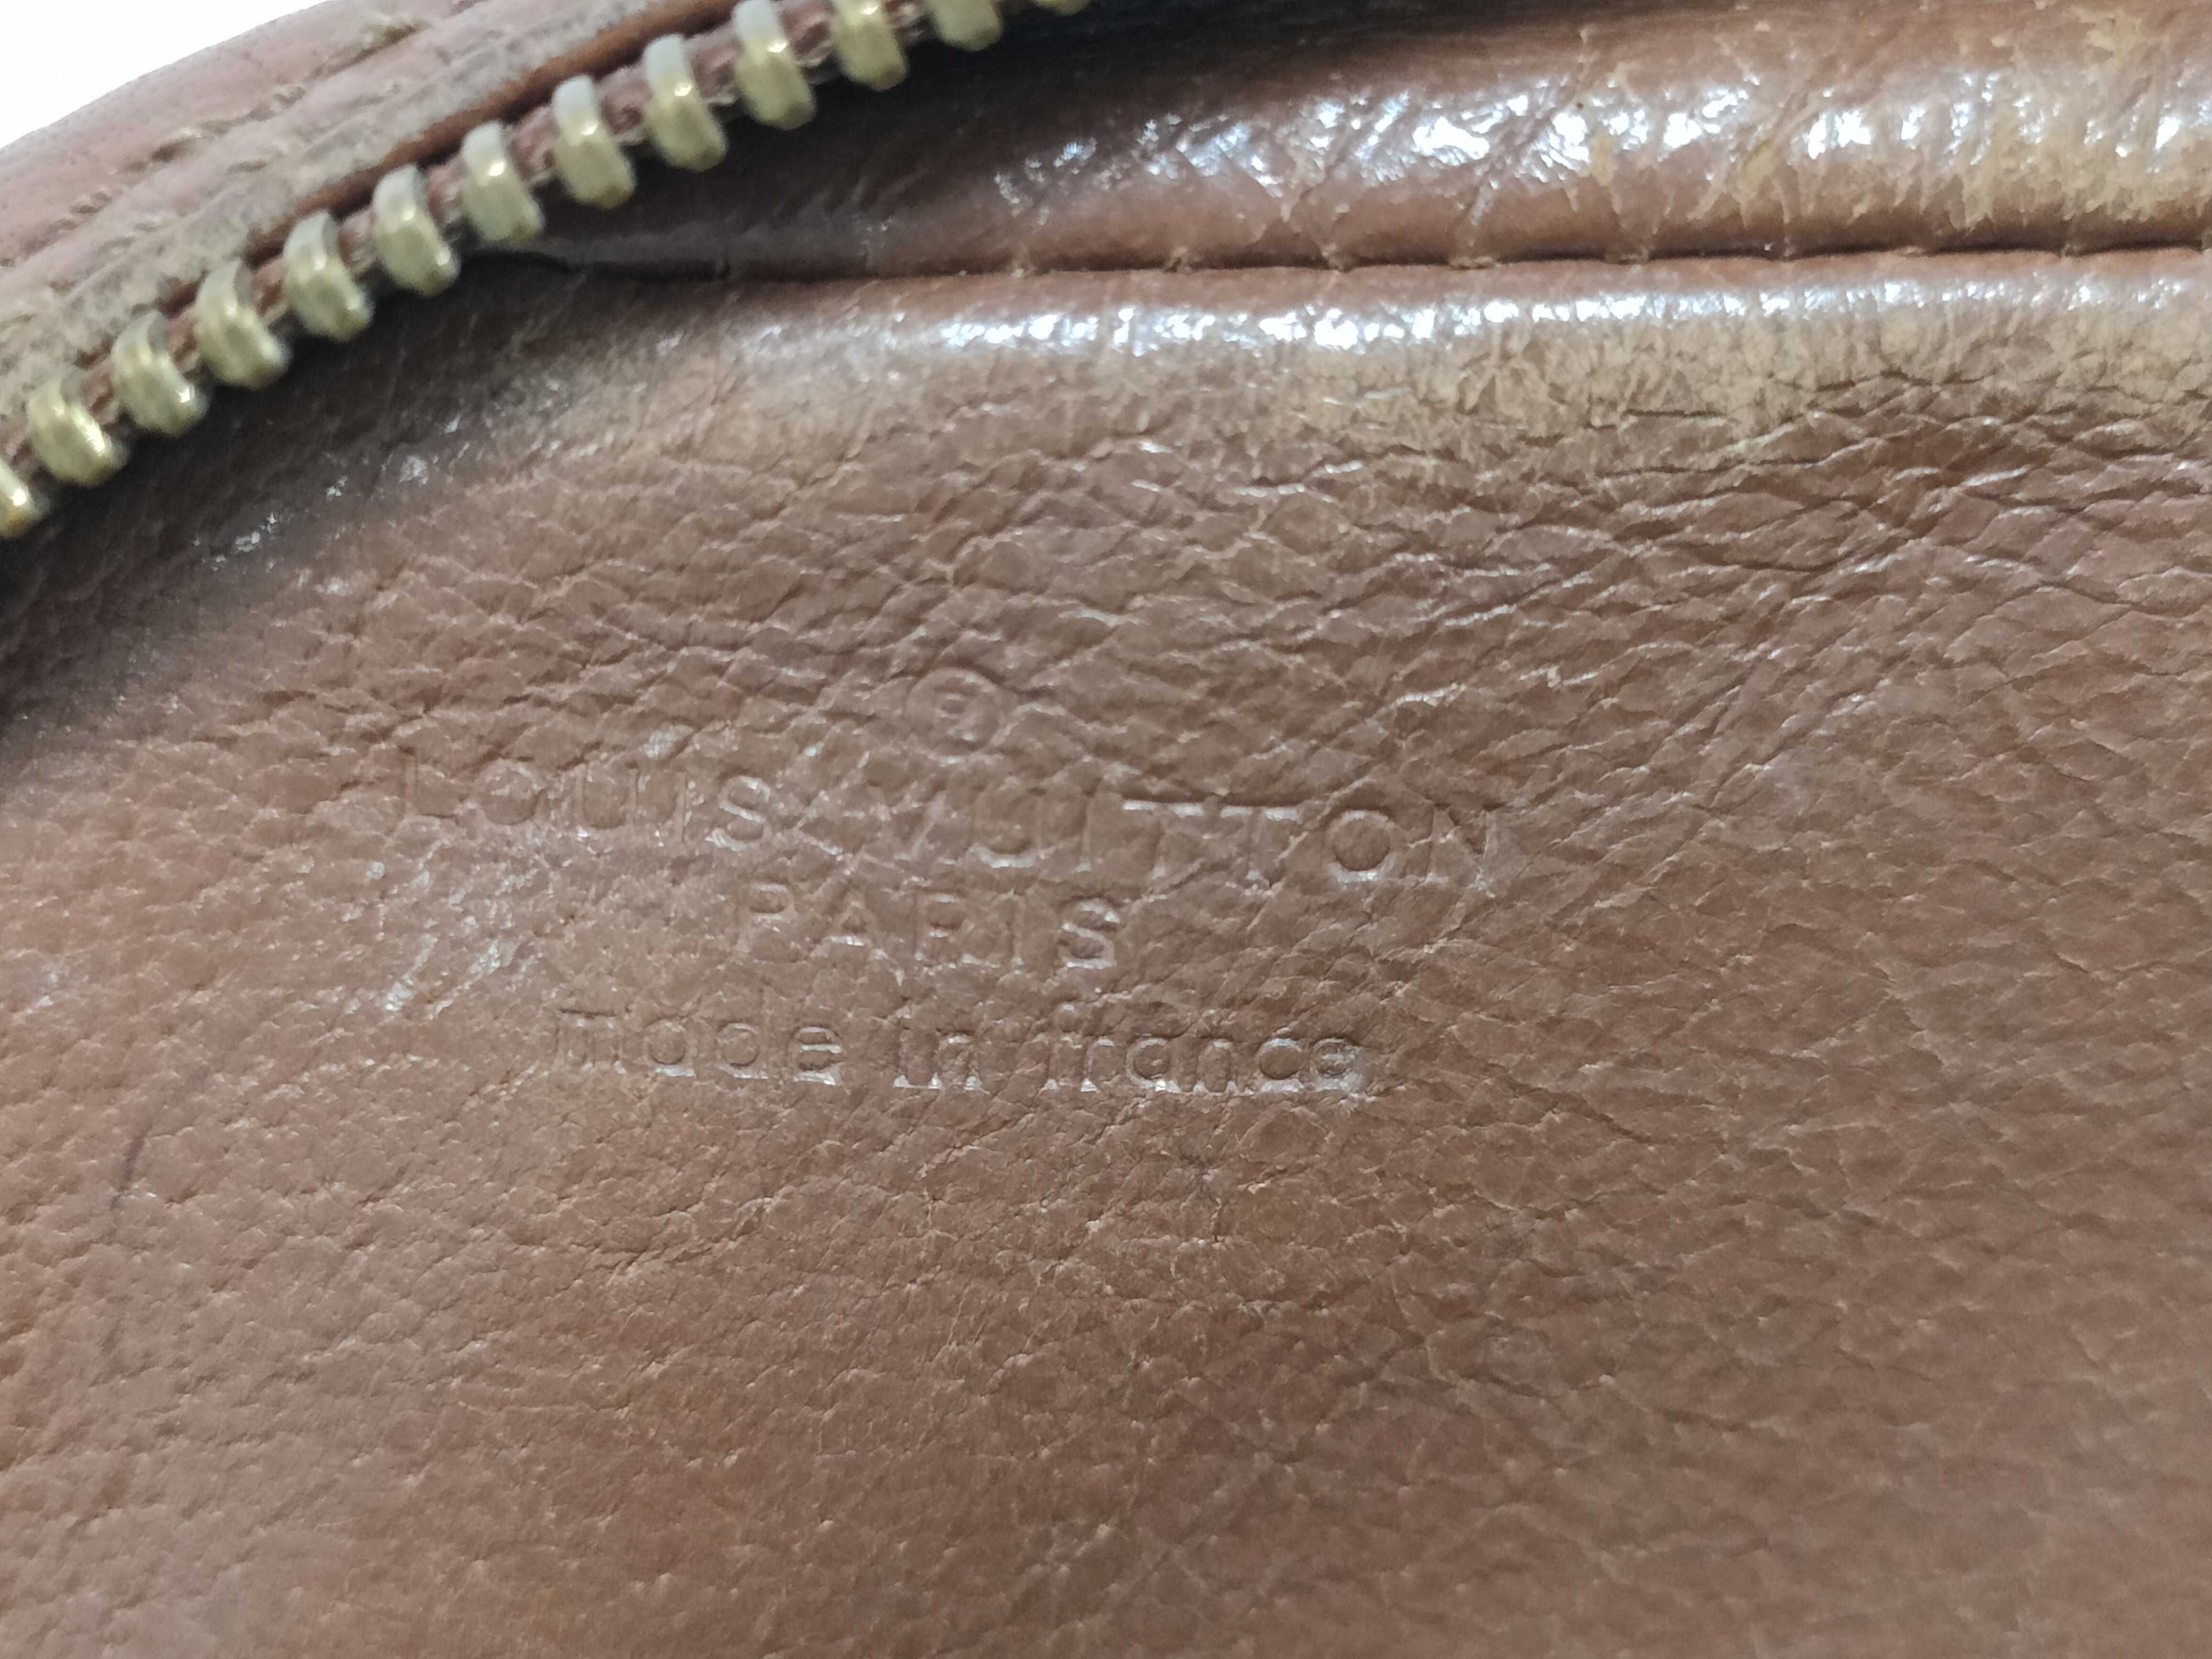 ®
LOUIS VUITTON
PARIS
made in france